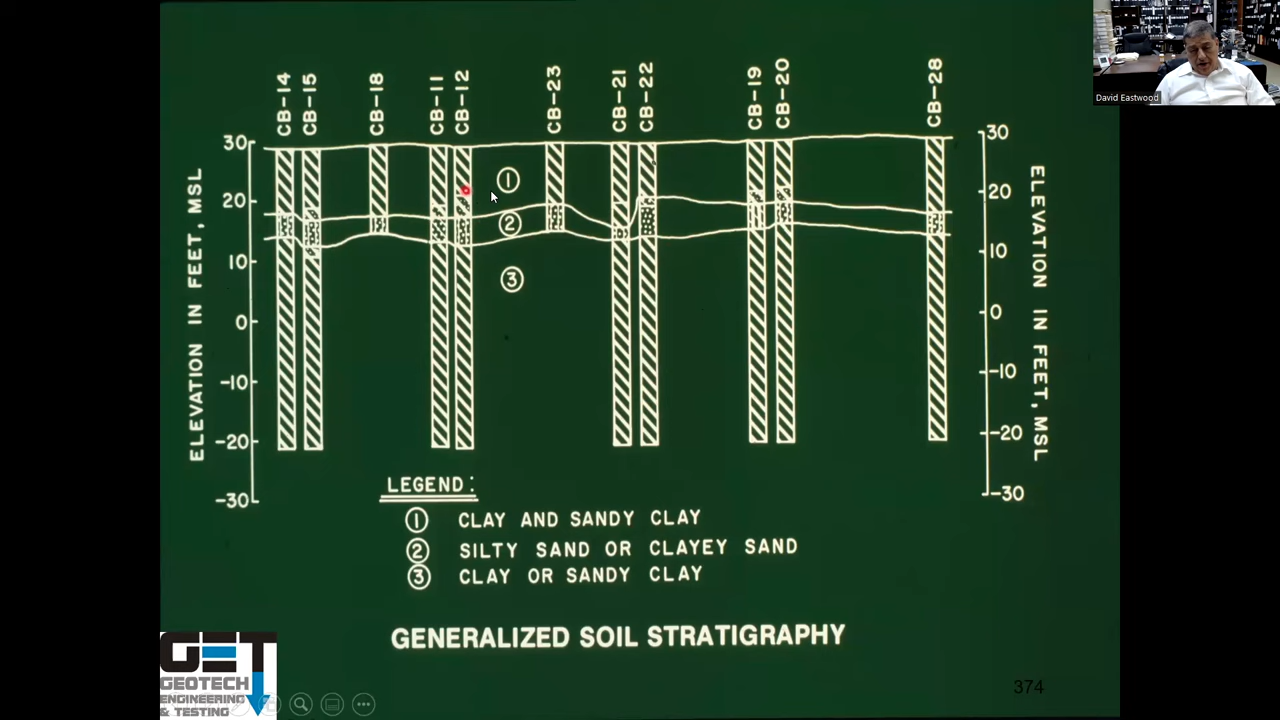 David Eastwood
CB-14
CB-15
CB-18
CB-11
CB-12
CB-23
CB-21
CB-22
CB-19
CB-20
CB-28
ELEVATION IN FEET, MSL
30
20
10
0
-10
-20
-30
1
2
3
30
20
10
0
-10
-20
-30
ELEVATION IN FEET, MSL
LEGEND:
1 CLAY AND SANDY CLAY
2 SILTY SAND OR CLAYEY SAND
3 CLAY OR SANDY CLAY
GENERALIZED SOIL STRATIGRAPHY
GET
GEOTECH
ENGINEERING
& TESTING
374